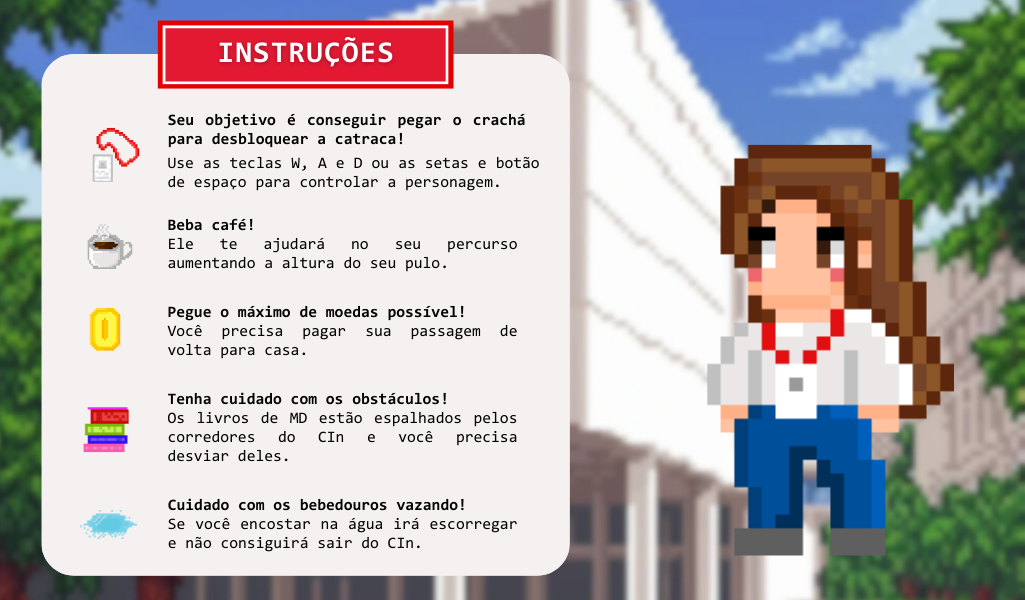 INSTRUÇÕES
Seu objetivo é conseguir pegar o crachá
para desbloquear a catraca!
Use as teclas W, A e D ou as setas e botão
de espaço para controlar a personagem.
Beba café!
Ele te ajudará no seu percurso
aumentando a altura do seu pulo.
Pegue o máximo de moedas possível!
Você precisa pagar sua passagem de
volta para casa.
Tenha cuidado com os obstáculos!
Os livros de MD estão espalhados pelos
corredores do CIn e você precisa
desviar deles.
Cuidado com os bebedouros vazando!
Se você encostar na água irá escorregar
e não consiguirá sair do CIn.